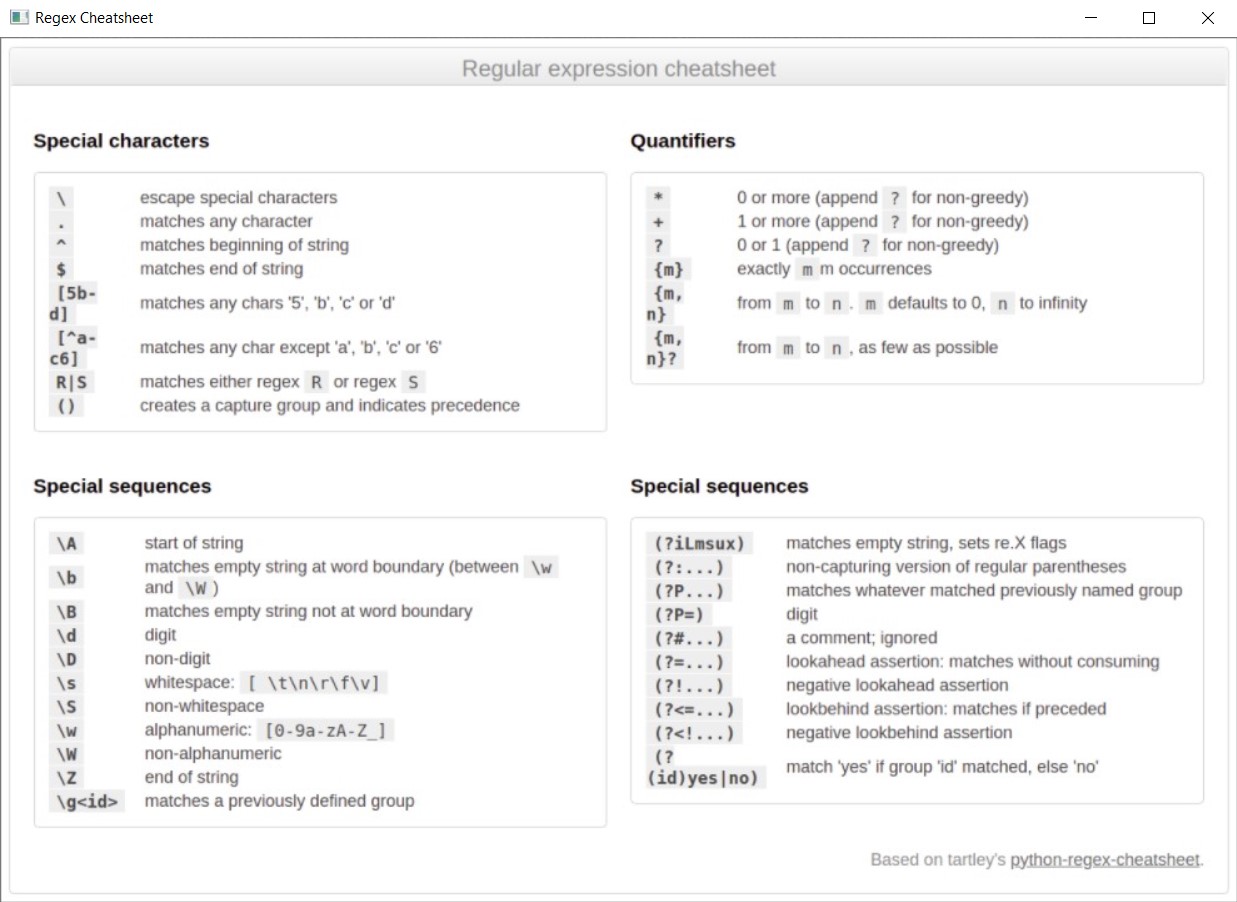 Regex Cheatsheet
Regular expression cheatsheet
Special characters
\ escape special characters
. matches any character
^ matches beginning of string
$ matches end of string
[5b-
d] matches any chars '5', 'b', 'c' or 'd'
[^a-
c6] matches any char except 'a', 'b', 'c' or '6'
R|S matches either regex R or regex S
() creates a capture group and indicates precedence
Quantifiers
* 0 or more (append ? for non-greedy)
+ 1 or more (append ? for non-greedy)
? 0 or 1 (append ? for non-greedy)
{m} exactly m m occurrences
{m,
n} from m to n. m defaults to 0, n to infinity
{m,
n}? from m to n, as few as possible
Special sequences
\A start of string
\b matches empty string at word boundary (between \w
and \W)
\B matches empty string not at word boundary
\d digit
\D non-digit
\s whitespace: [ \t\n\r\f\v]
\S non-whitespace
\w alphanumeric: [0-9a-zA-Z_]
\W non-alphanumeric
\Z end of string
\g<id> matches a previously defined group
Special sequences
(?iLmsux) matches empty string, sets re.X flags
(?:...) non-capturing version of regular parentheses
(?P...) matches whatever matched previously named group
(?P=) digit
(?#...) a comment; ignored
(?=...) lookahead assertion: matches without consuming
(?!...) negative lookahead assertion
(?<=...) lookbehind assertion: matches if preceded
(?<!...) negative lookbehind assertion
(?
(id)yes|no) match 'yes' if group 'id' matched, else 'no'
Based on tartley's python-regex-cheatsheet.